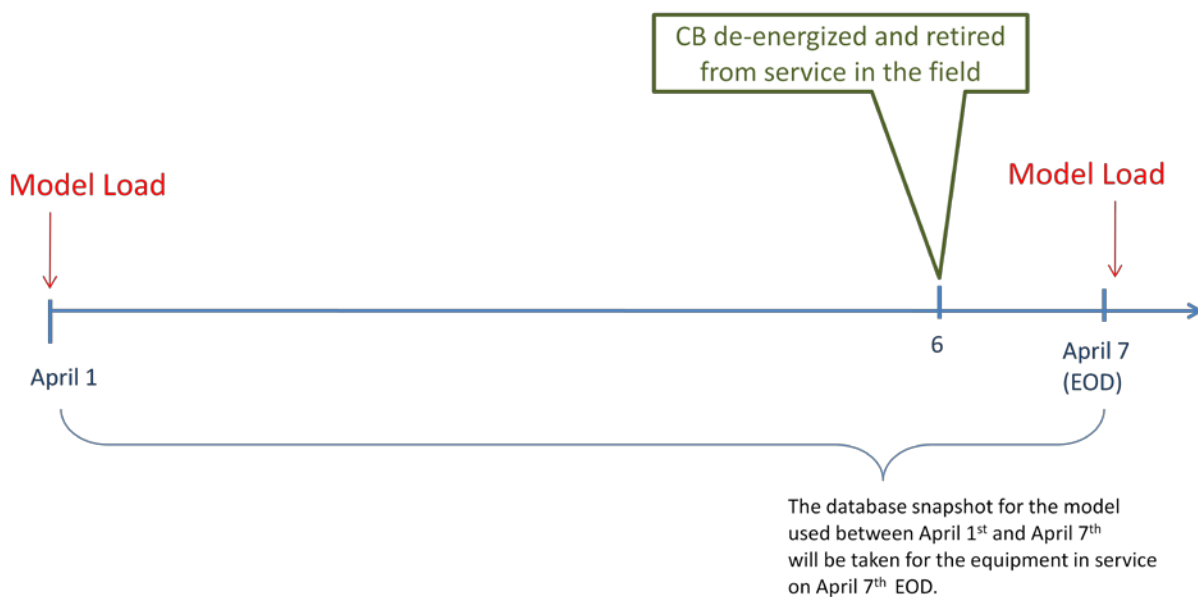 CB de-energized and retired
from service in the field
Model Load
Model Load
April 1
6
April 7
(EOD)
The database snapshot for the model
used between April 1st and April 7th
will be taken for the equipment in service
on April 7th EOD.